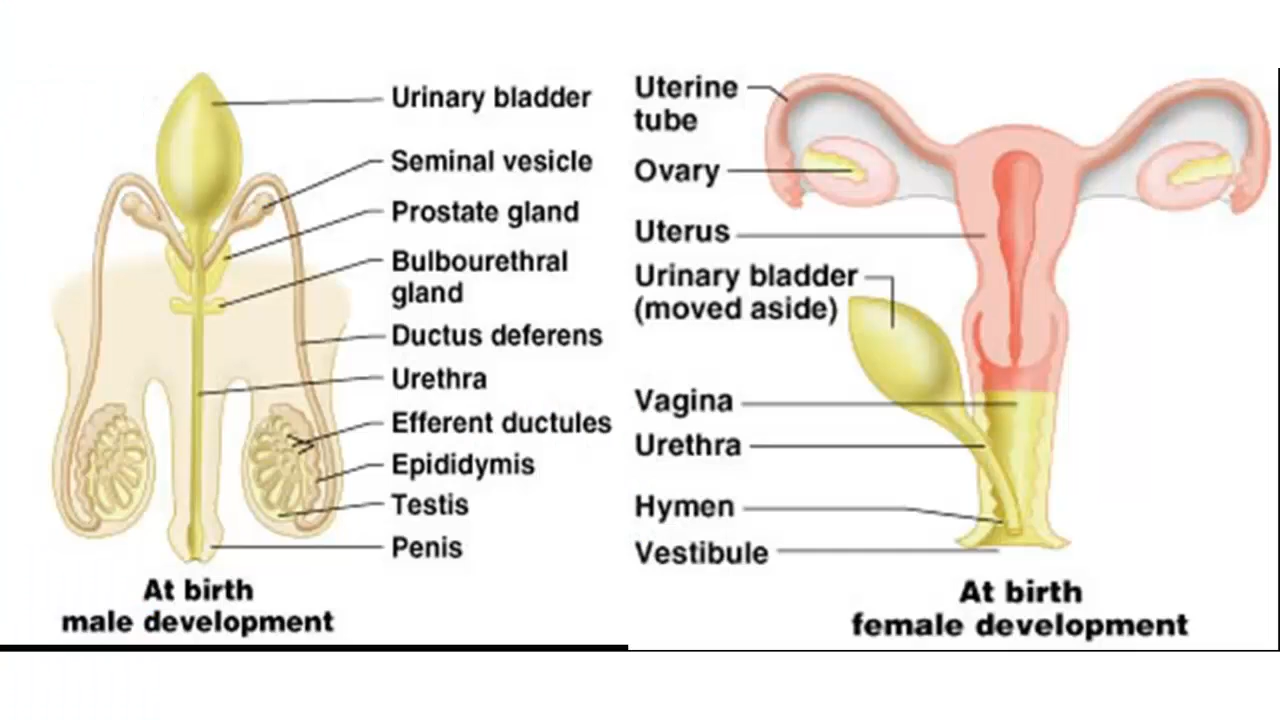 Urinary bladder
Seminal vesicle
Prostate gland
Bulbourethral
gland
Ductus deferens
Urethra
Efferent ductules
Epididymis
Testis
Penis
At birth
male development
Uterine
tube
Ovary
Uterus
Urinary bladder
(moved aside)
Vagina
Urethra
Hymen
Vestibule
At birth
female development